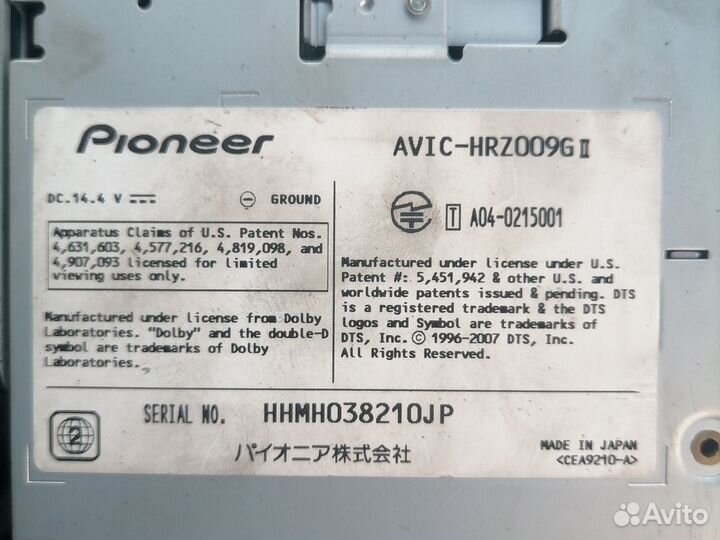 Pioneer
AVIC-HRZ009GⅡ
DC.14.4 V
GROUND
Apparatus Claims of U.S. Patent Nos.
4,631,603, 4,577,216, 4,819,098, and
4,907,093 licensed for limited
viewing uses only.
Manufactured under license from Dolby
Laboratories. "Dolby" and the double-D
symbol are trademarks of Dolby
Laboratories.
T A04-0215001
Manufactured under license under U.S.
Patent #: 5,451,942 & other U.S. and
worldwide patents issued & pending. DTS
is a registered trademark & the DTS
logos and Symbol are trademarks of
DTS, Inc. © 1996-2007 DTS, Inc.
All Rights Reserved.
2
SERIAL NO. HHMH038210JP
パイオニア株式会社
MADE IN JAPAN
<CEA9210-A>
Avito